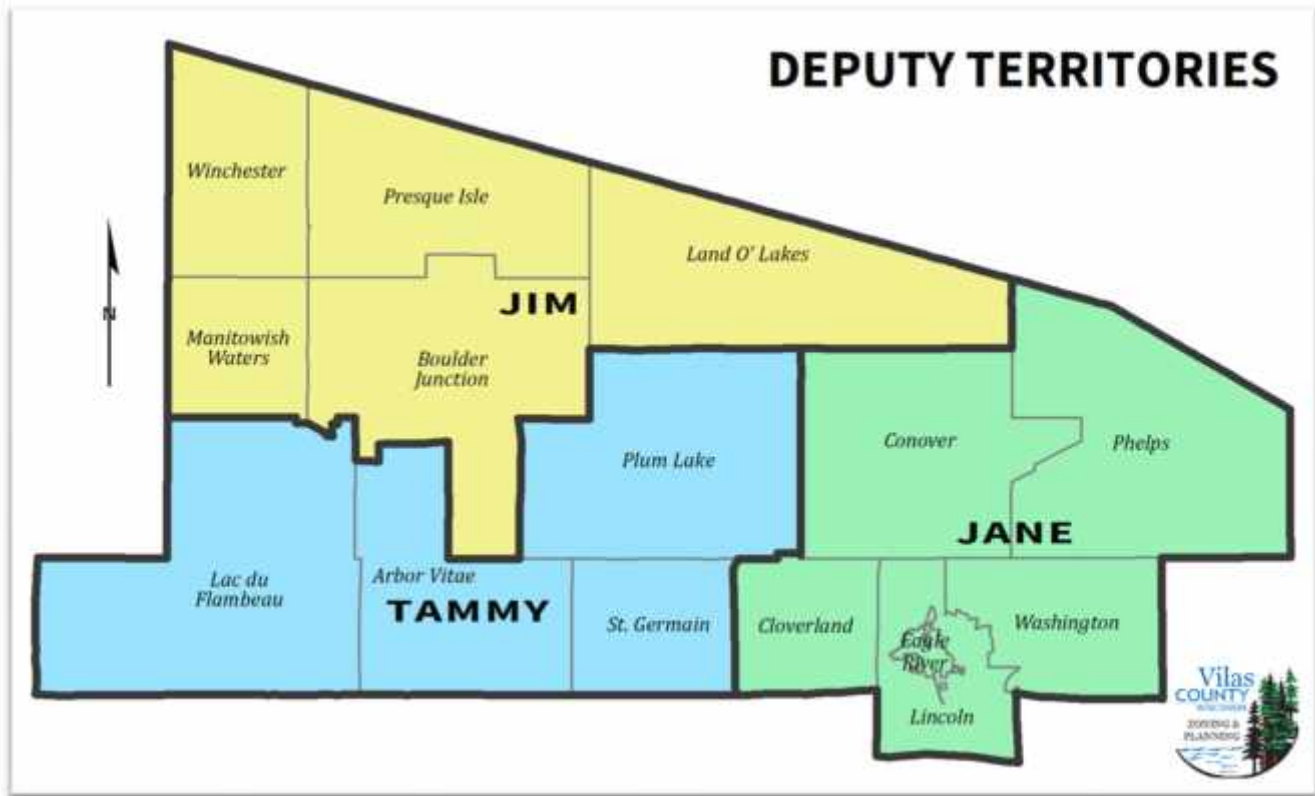 DEPUTY TERRITORIES
Winchester
Presque Isle
Land O' Lakes
N
JIM
Manitowish
Waters
Boulder
Junction
Conover
Phelps
Plum Lake
JANE
Lac du
Flambeau
Arbor Vitae
TAMMY
St. Germain
Cloverland
Eagle
River
Washington
Lincoln
Vilas
COUNTY
WISCONSIN
ZONING &
PLANNING